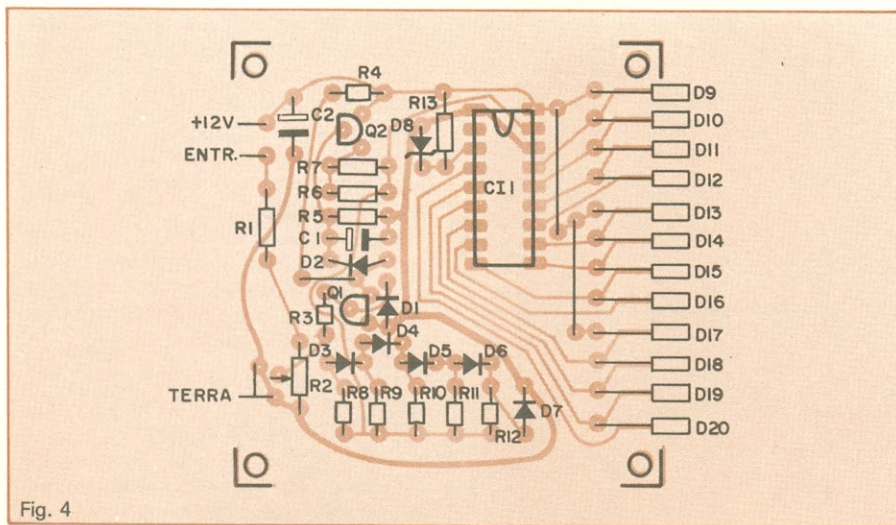 R4
R13
D9
C2
+12V
Q2
D8
D10
ENTR.
D11
R7
D12
R6
CI1
R5
D13
R1
C1
D14
D2
D15
Q1
D16
R3
D1
D17
D4
D3
D5
D6
D18
R2
TERRA
R8
R9
R10
R11
D7
D19
R12
D20
Fig. 4